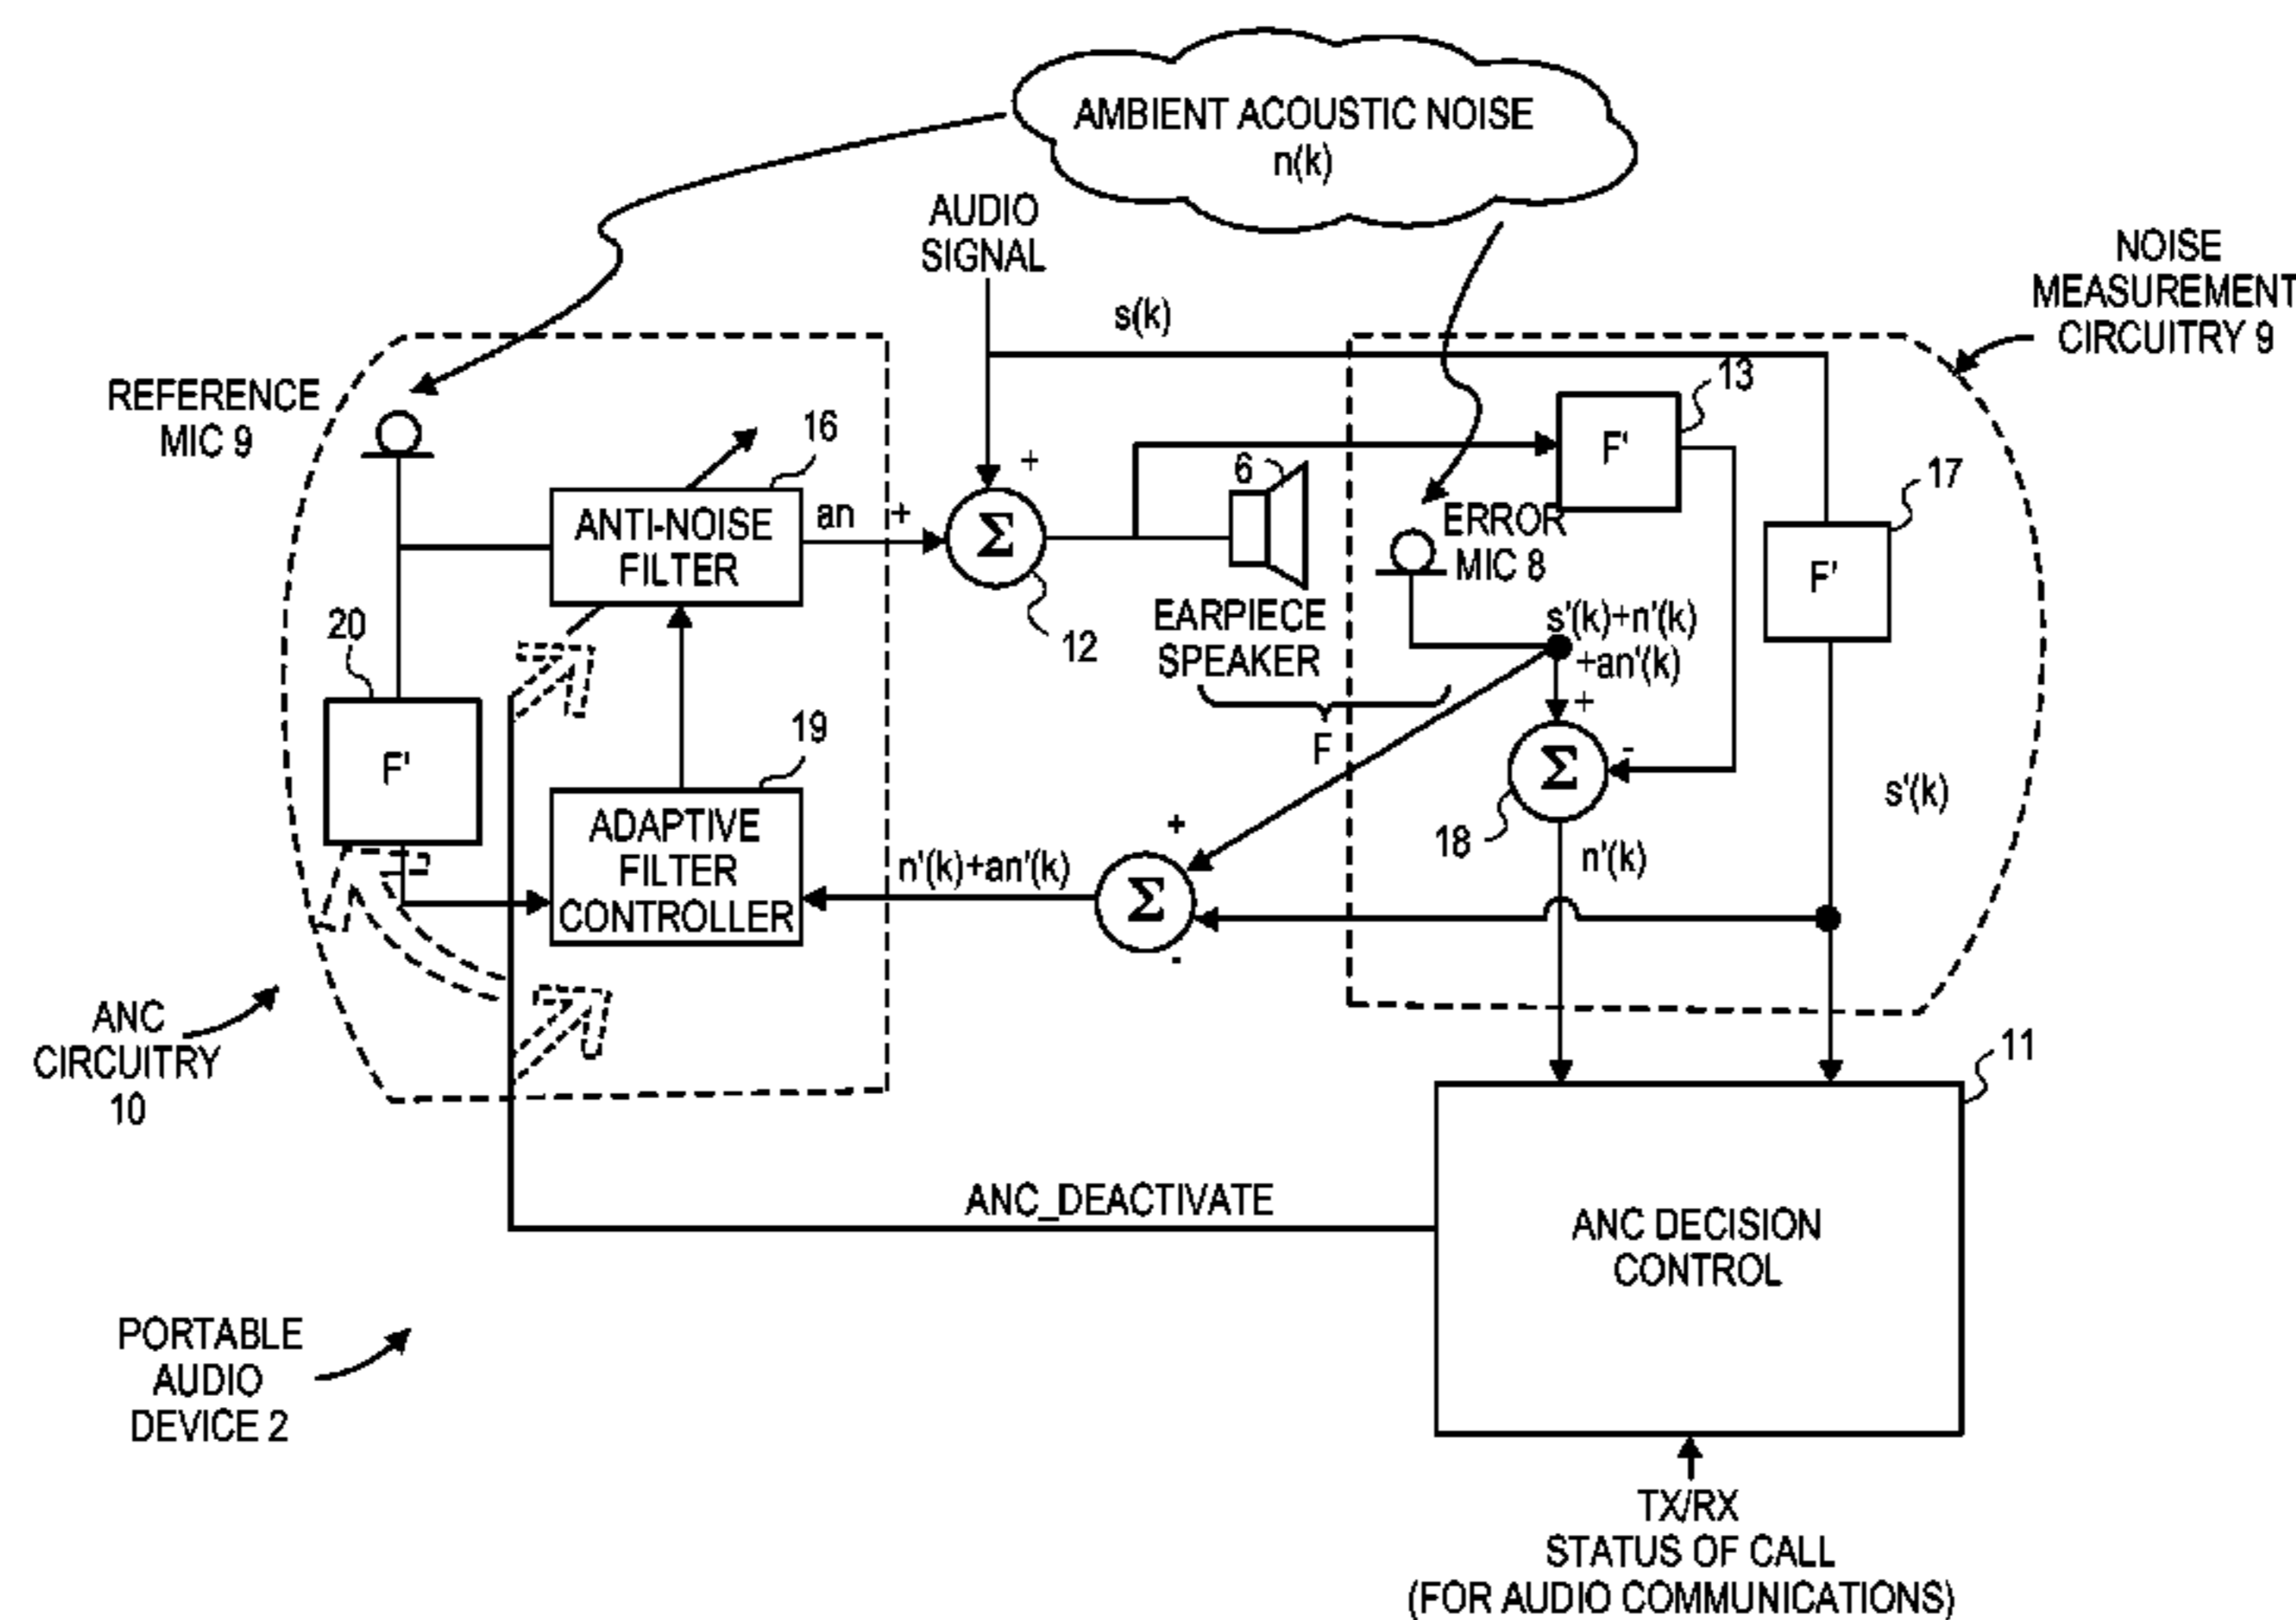 AMBIENT ACOUSTIC NOISE
n(k)
AUDIO
SIGNAL
s(k)
NOISE
MEASUREMENT
CIRCUITRY 9
REFERENCE
MIC 9
16
13
F'
6
17
ANTI-NOISE
FILTER
an
+
+
Σ
12
ERROR
MIC 8
F'
EARPIECE
SPEAKER
s'(k)+n'(k)
+an'(k)
20
F'
F
+
-
Σ
18
s'(k)
19
ADAPTIVE
FILTER
CONTROLLER
n'(k)+an'(k)
+
Σ
-
n'(k)
ANC
CIRCUITRY
10
11
ANC_DEACTIVATE
ANC DECISION
CONTROL
PORTABLE
AUDIO
DEVICE 2
TX/RX
STATUS OF CALL
(FOR AUDIO COMMUNICATIONS)